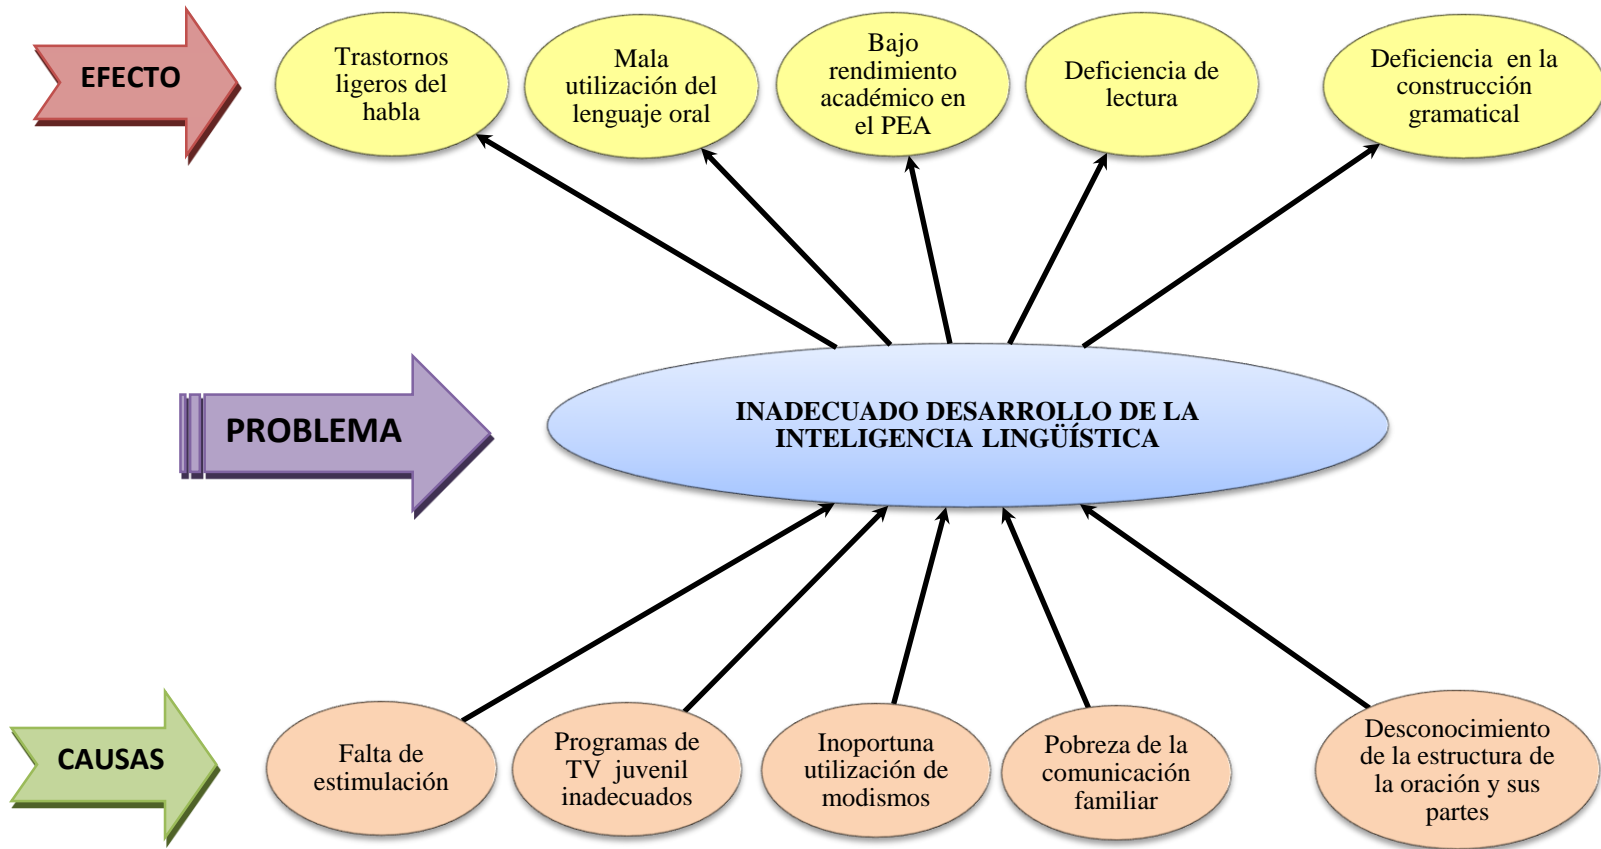 EFECTO
Trastornos
ligeros del
habla
Mala
utilización del
lenguaje oral
Bajo
rendimiento
académico en
el PEA
Deficiencia de
lectura
Deficiencia en la
construcción
gramatical
PROBLEMA
INADECUADO DESARROLLO DE LA
INTELIGENCIA LINGÜÍSTICA
CAUSAS
Falta de
estimulación
Programas de
TV juvenil
inadecuados
Inoportuna
utilización de
modismos
Pobreza de la
comunicación
familiar
Desconocimiento
de la estructura de
la oración y sus
partes